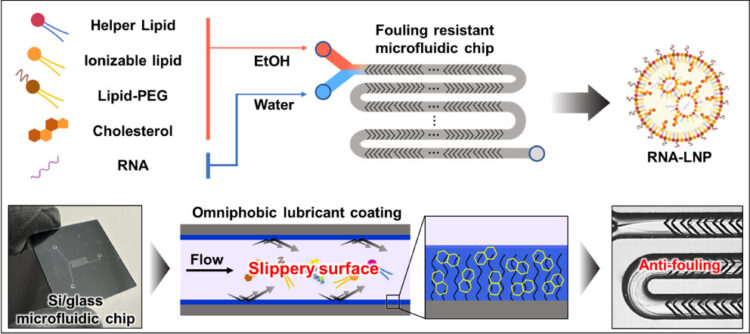 Helper Lipid
Ionizable lipid
Lipid-PEG
Cholesterol
RNA
EtOH
Water
Fouling resistant
microfluidic chip
RNA-LNP
Si/glass
microfluidic chip
Omniphobic lubricant coating
Flow
Slippery surface
Anti-fouling